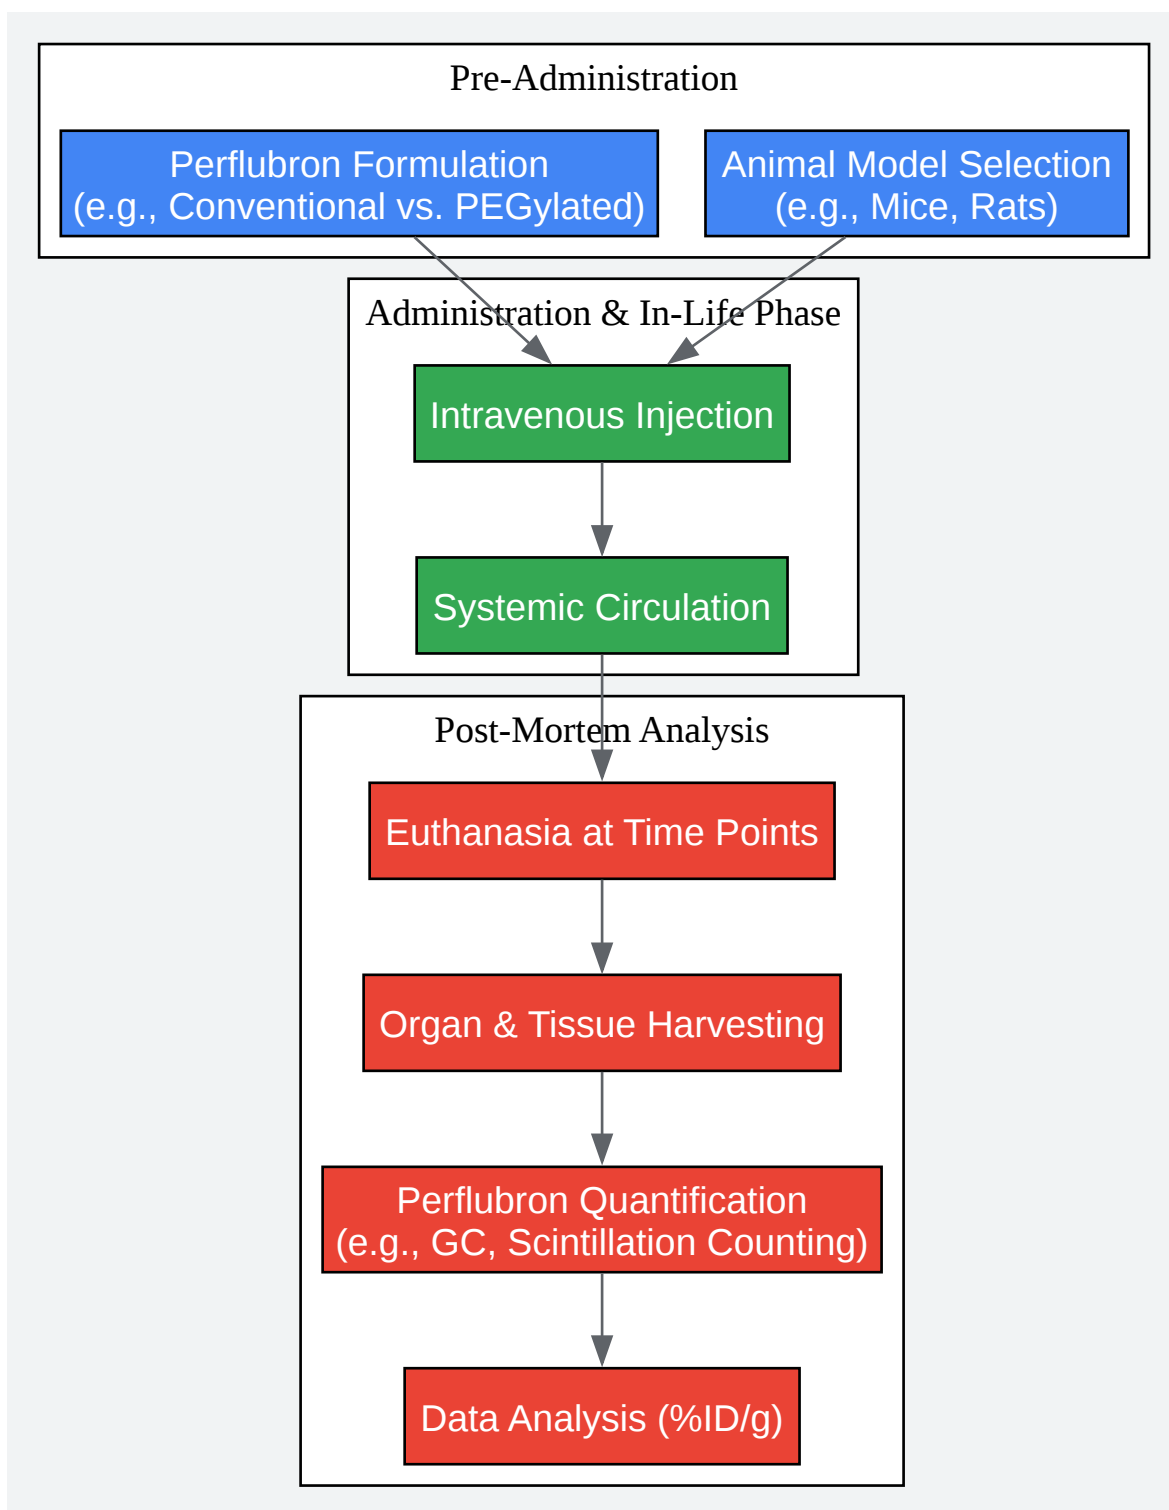 Pre-Administration
Perflubron Formulation
(e.g., Conventional vs. PEGylated)
Animal Model Selection
(e.g., Mice, Rats)
Administration & In-Life Phase
Intravenous Injection
Systemic Circulation
Post-Mortem Analysis
Euthanasia at Time Points
Organ & Tissue Harvesting
Perflubron Quantification
(e.g., GC, Scintillation Counting)
Data Analysis (%ID/g)